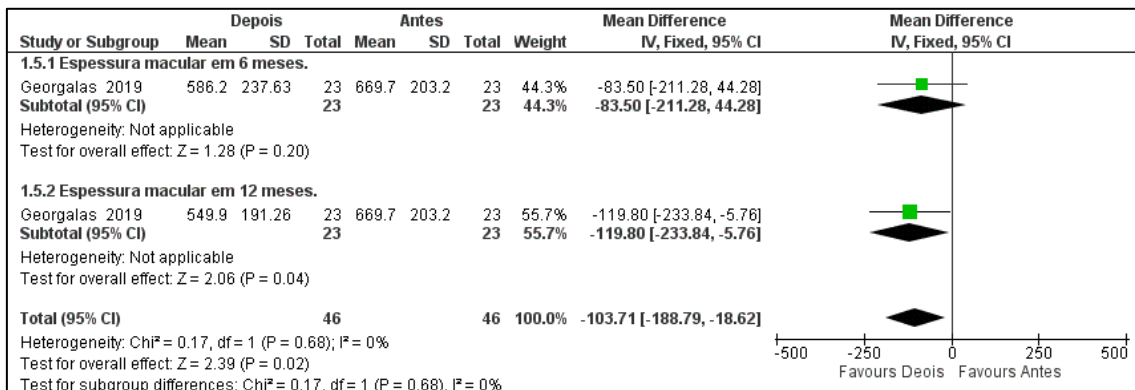 Depois Antes Mean Difference Mean Difference
Study or Subgroup Mean SD Total Mean SD Total Weight IV, Fixed, 95% CI IV, Fixed, 95% CI
1.5.1 Espessura macular em 6 meses.
Georgalas 2019 586.2 237.63 23 669.7 203.2 23 44.3% -83.50 [-211.28, 44.28]
Subtotal (95% CI) 23 23 44.3% -83.50 [-211.28, 44.28]
Heterogeneity: Not applicable
Test for overall effect: Z = 1.28 (P = 0.20)
1.5.2 Espessura macular em 12 meses.
Georgalas 2019 549.9 191.26 23 669.7 203.2 23 55.7% -119.80 [-233.84, -5.76]
Subtotal (95% CI) 23 23 55.7% -119.80 [-233.84, -5.76]
Heterogeneity: Not applicable
Test for overall effect: Z = 2.06 (P = 0.04)
Total (95% CI) 46 46 100.0% -103.71 [-188.79, -18.62]
Heterogeneity: Chi² = 0.17, df = 1 (P = 0.68); I² = 0%
Test for overall effect: Z = 2.39 (P = 0.02)
Test for subgroup differences: Chi² = 0.17, df = 1 (P = 0.68), I² = 0%
-500 -250 0 250 500
Favours Deois Favours Antes